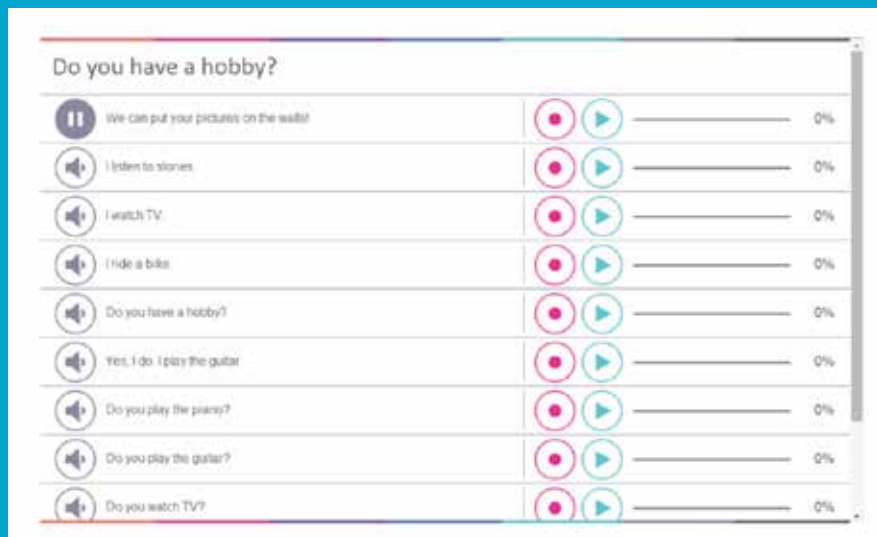 Do you have a hobby?
We can put your pictures on the walls! 0%
I listen to stories. 0%
I watch TV. 0%
I ride a bike. 0%
Do you have a hobby? 0%
Yes, I do. I play the guitar. 0%
Do you play the piano? 0%
Do you play the guitar? 0%
Do you watch TV? 0%